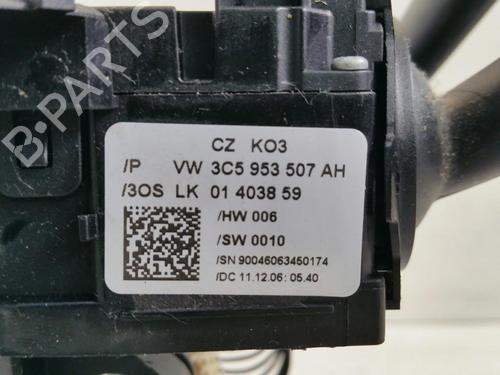 B-PARTS
CZ KO3
/P VW 3C5 953 507 AH
/3OS LK 01 4038 59
/HW 006
/SW 0010
/SN 90046063450174
/DC 11.12.06: 05.40